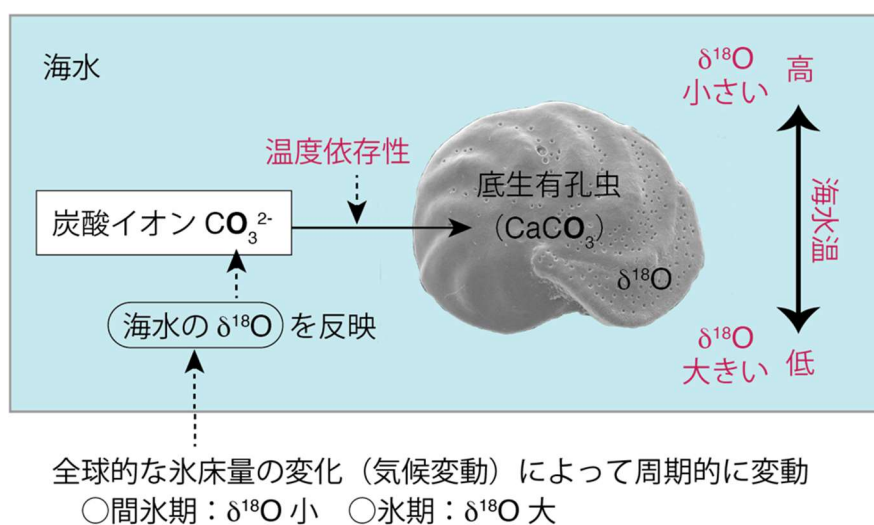 海水
δ¹⁸O
小さい
高
温度依存性
炭酸イオン CO₃²⁻
底生有孔虫
（CaCO₃）
δ¹⁸O
海水温
海水の δ¹⁸O を反映
δ¹⁸O
大きい
低
全球的な氷床量の変化（気候変動）によって周期的に変動
○間氷期：δ¹⁸O 小　○氷期：δ¹⁸O 大